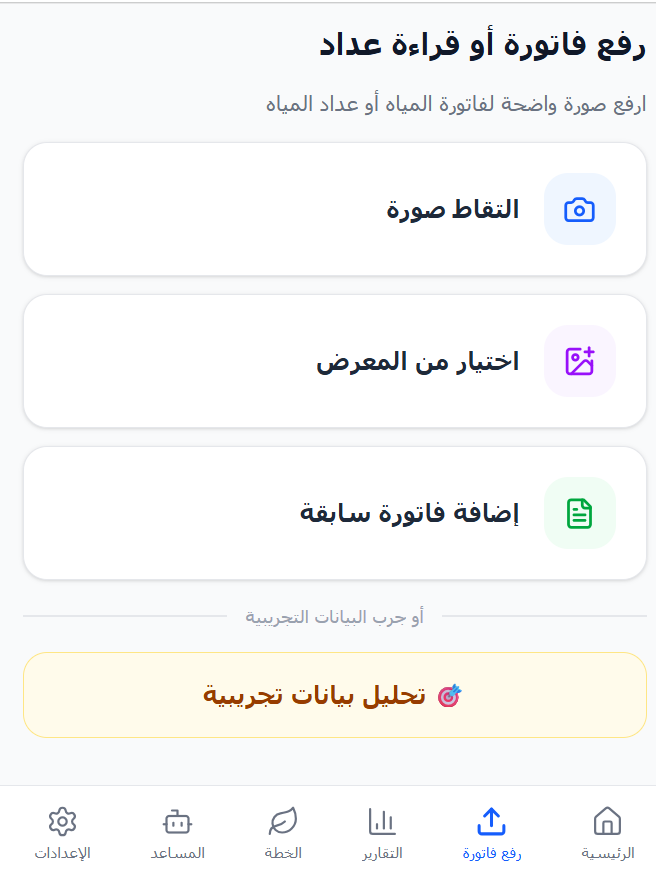 رفع فاتورة أو قراءة عداد
ارفع صورة واضحة لفاتورة المياه أو عداد المياه
التقاط صورة
اختيار من المعرض
إضافة فاتورة سابقة
أو جرب البيانات التجريبية
🎯 تحليل بيانات تجريبية
الرئيسية
رفع فاتورة
التقارير
الخطة
المساعد
الإعدادات